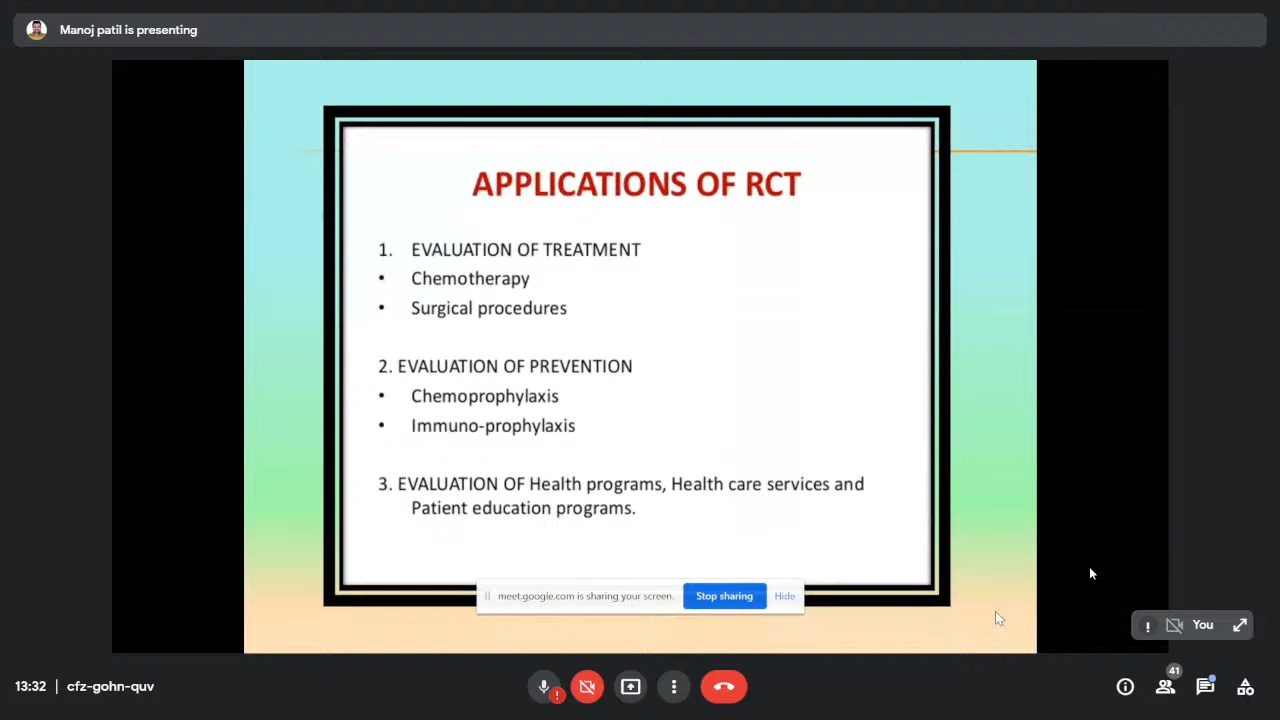 Manoj patil is presenting
APPLICATIONS OF RCT
1. EVALUATION OF TREATMENT
• Chemotherapy
• Surgical procedures
2. EVALUATION OF PREVENTION
• Chemoprophylaxis
• Immuno-prophylaxis
3. EVALUATION OF Health programs, Health care services and
Patient education programs.
meet.google.com is sharing your screen. Stop sharing Hide
You
13:32 | cfz-gohn-quv
41